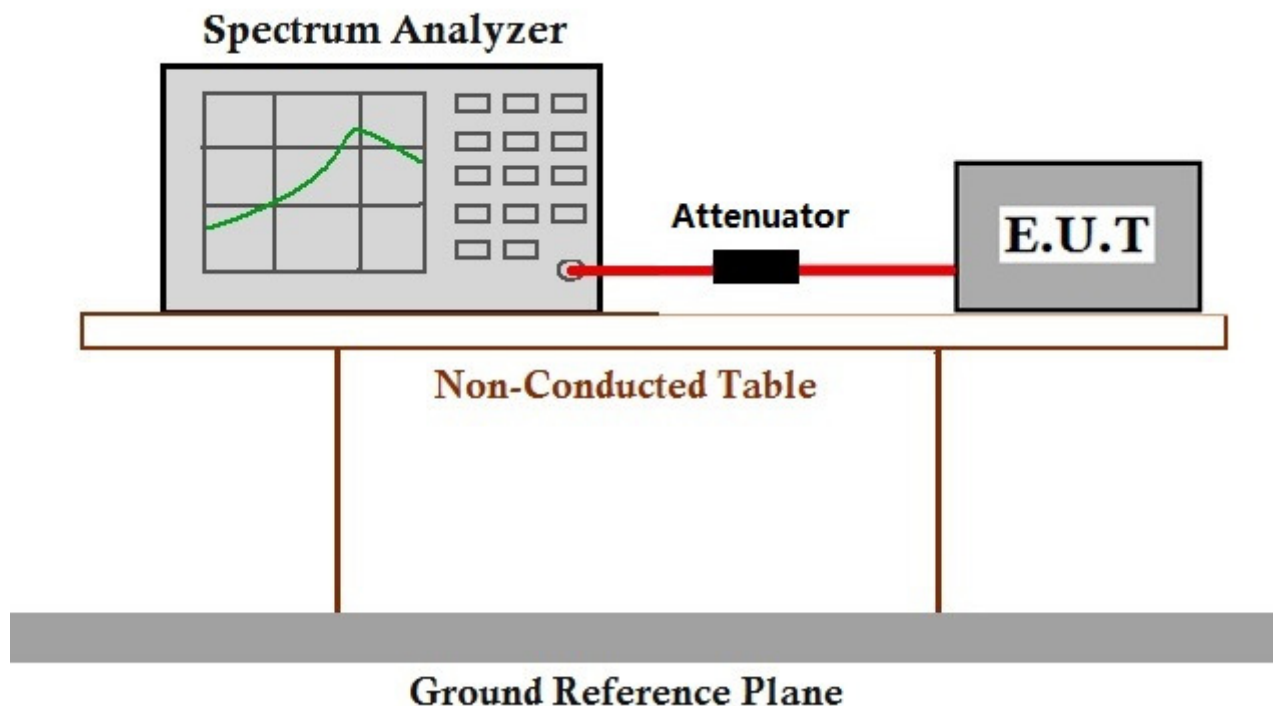 Spectrum Analyzer
Attenuator
E.U.T
Non-Conducted Table
Ground Reference Plane